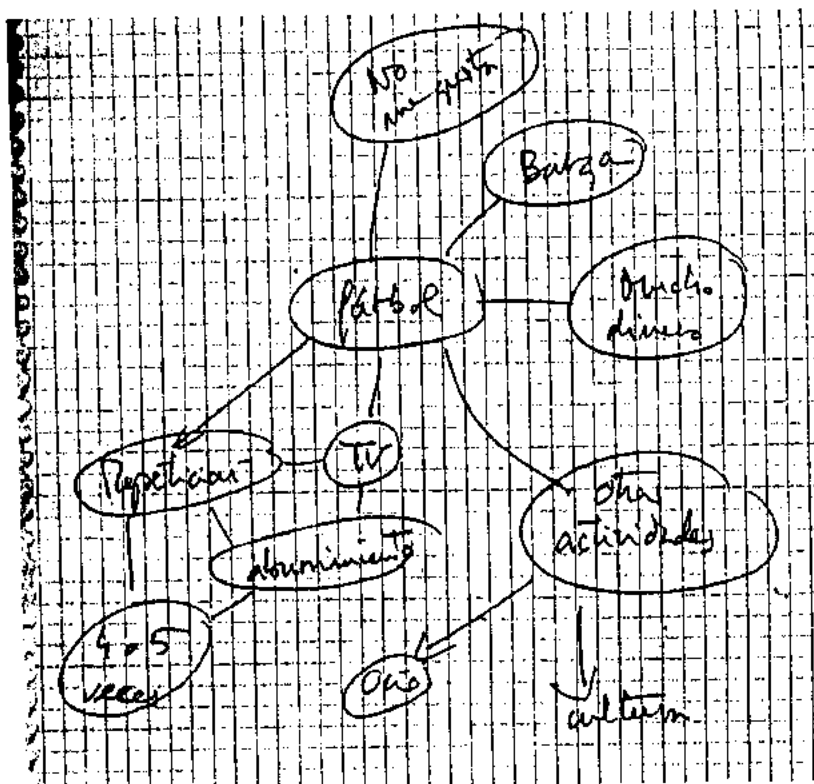 No
me gusta
Barça
fútbol
Mucho
dinero
TV
Repetición
otras
actividades
aburrimiento
4 o 5
veces
Ocio
cultura